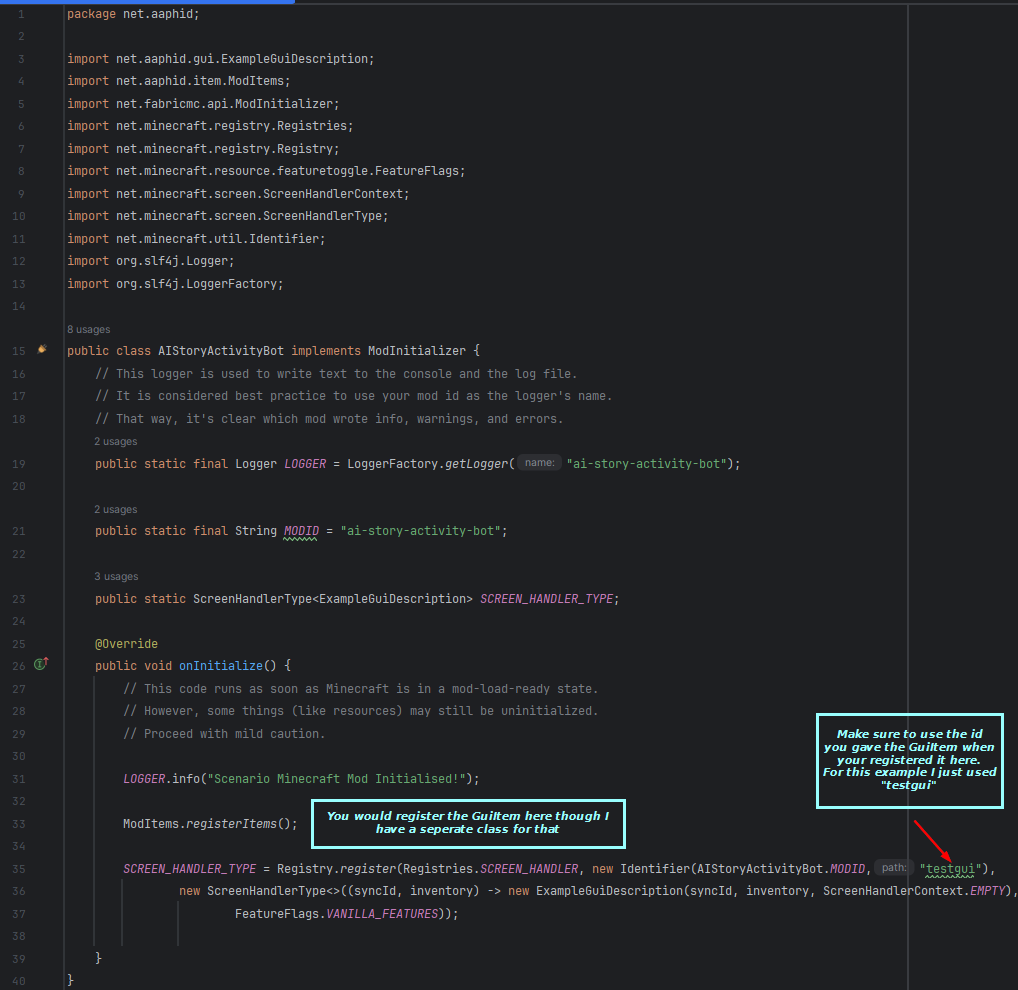 1 package net.aaphid;
2
3 import net.aaphid.gui.ExampleGuiDescription;
4 import net.aaphid.item.ModItems;
5 import net.fabricmc.api.ModInitializer;
6 import net.minecraft.registry.Registries;
7 import net.minecraft.registry.Registry;
8 import net.minecraft.resource.featuretoggle.FeatureFlags;
9 import net.minecraft.screen.ScreenHandlerContext;
10 import net.minecraft.screen.ScreenHandlerType;
11 import net.minecraft.util.Identifier;
12 import org.slf4j.Logger;
13 import org.slf4j.LoggerFactory;
14
8 usages
15 public class AIStoryActivityBot implements ModInitializer {
16 // This logger is used to write text to the console and the log file.
17 // It is considered best practice to use your mod id as the logger's name.
18 // That way, it's clear which mod wrote info, warnings, and errors.
2 usages
19 public static final Logger LOGGER = LoggerFactory.getLogger( name: "ai-story-activity-bot");
20
2 usages
21 public static final String MODID = "ai-story-activity-bot";
22
3 usages
23 public static ScreenHandlerType<ExampleGuiDescription> SCREEN_HANDLER_TYPE;
24
25 @Override
26 public void onInitialize() {
27 // This code runs as soon as Minecraft is in a mod-load-ready state.
28 // However, some things (like resources) may still be uninitialized.
29 // Proceed with mild caution.
30
Make sure to use the id
you gave the GuiItem when
your registered it here.
For this example I just used
"testgui"
31 LOGGER.info("Scenario Minecraft Mod Initialised!");
32
33 ModItems.registerItems();
You would register the GuiItem here though I
have a seperate class for that
34
35 SCREEN_HANDLER_TYPE = Registry.register(Registries.SCREEN_HANDLER, new Identifier(AIStoryActivityBot.MODID, path: "testgui"),
36 new ScreenHandlerType<>((syncId, inventory) -> new ExampleGuiDescription(syncId, inventory, ScreenHandlerContext.EMPTY),
37 FeatureFlags.VANILLA_FEATURES));
38
39 }
40 }